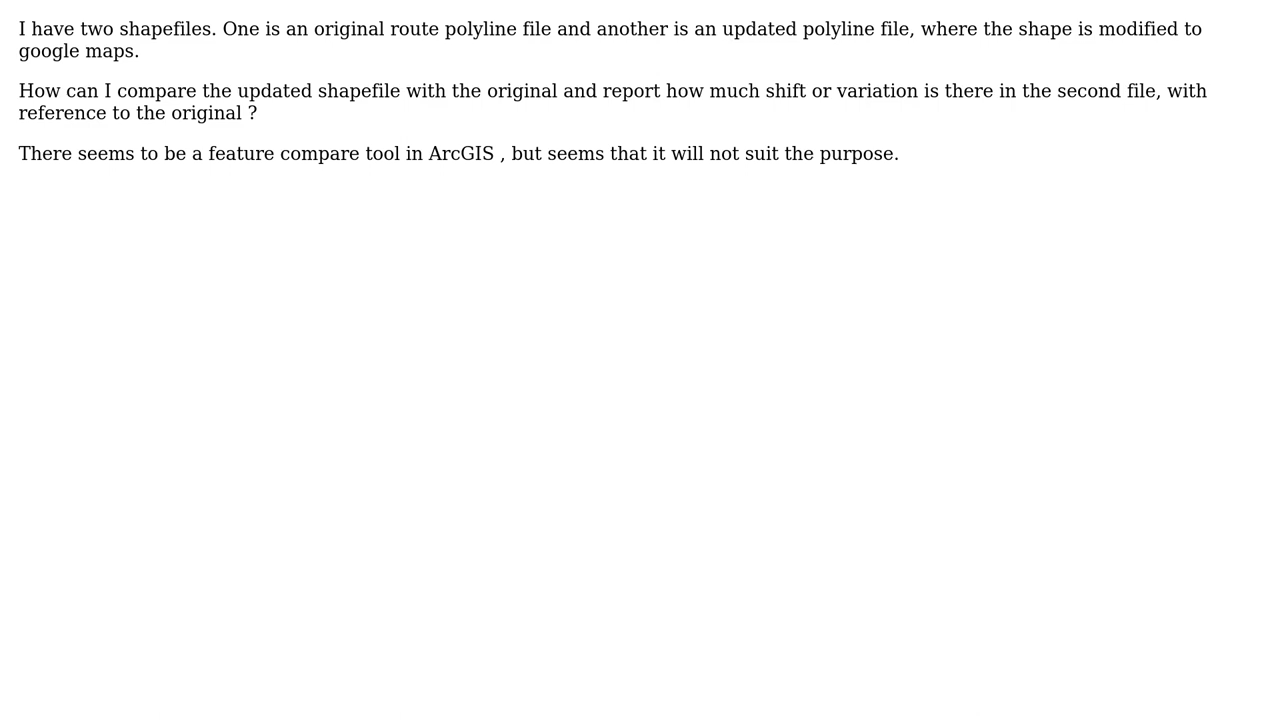 I have two shapefiles. One is an original route polyline file and another is an updated polyline file, where the shape is modified to
google maps.
How can I compare the updated shapefile with the original and report how much shift or variation is there in the second file, with
reference to the original ?
There seems to be a feature compare tool in ArcGIS , but seems that it will not suit the purpose.